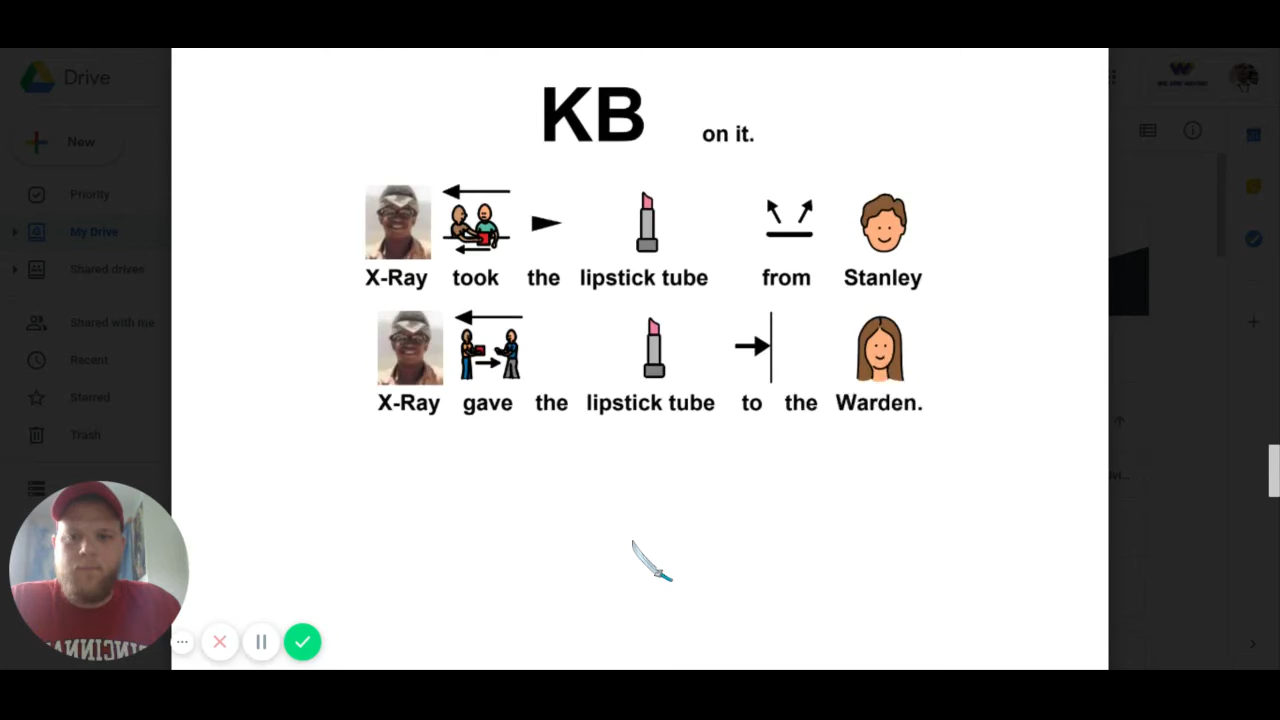 Drive
KB on it.
New
Priority
X-Ray took the lipstick tube from Stanley
My Drive
Shared drives
Shared with me
Recent
Starred
X-Ray gave the lipstick tube to the Warden.
Trash